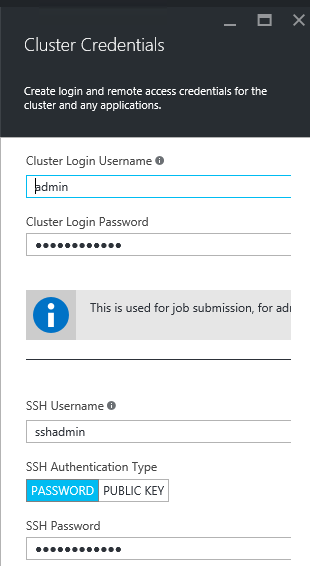 Cluster Credentials
Create login and remote access credentials for the
cluster and any applications.
Cluster Login Username
admin
Cluster Login Password
●●●●●●●●●●●●
This is used for job submission, for
SSH Username
sshadmin
SSH Authentication Type
PASSWORD PUBLIC KEY
SSH Password
●●●●●●●●●●●●